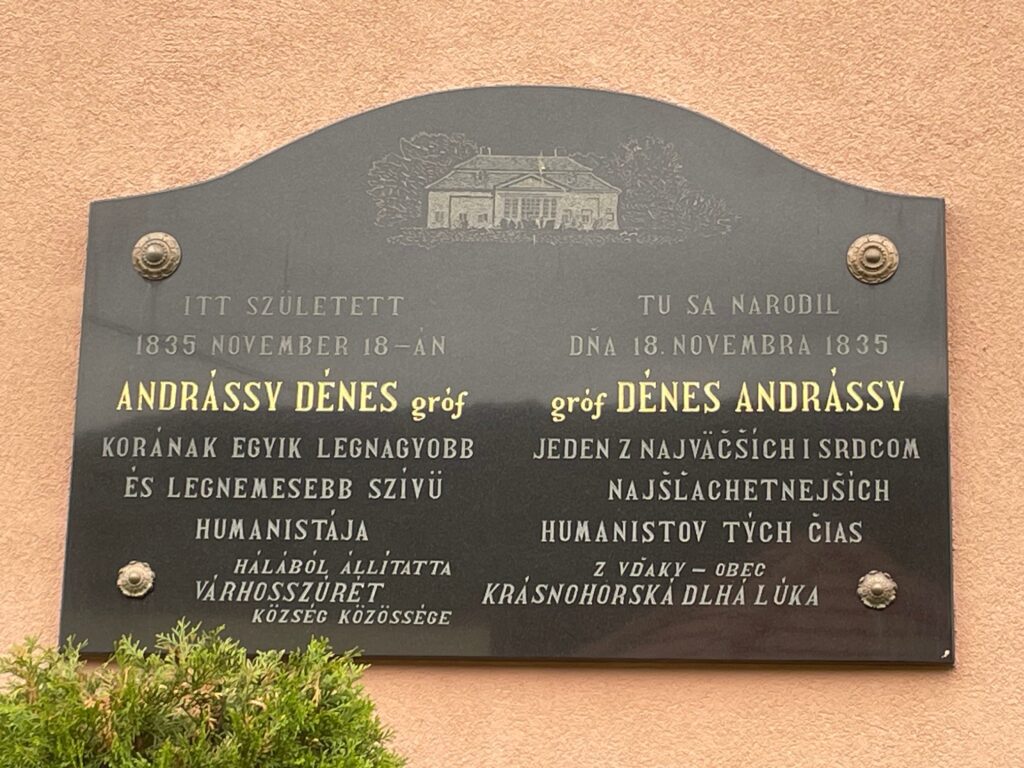 ITT SZÜLETETT
1835 NOVEMBER 18-ÁN
ANDRÁSSY DÉNES gróf
KORÁNAK EGYIK LEGNAGYOBB
ÉS LEGNEMESEBB SZÍVÜ
HUMANISTÁJA
HÁLÁBÓL ÁLLÍTATTA
VÁRHOSSZÚRÉT
KÖZSÉG KÖZÖSSÉGE
TU SA NARODIL
DŇA 18. NOVEMBRA 1835
gróf DÉNES ANDRÁSSY
JEDEN Z NAJVÄČŠÍCH I SRDCOM
NAJŠĽACHETNEJŠÍCH
HUMANISTOV TÝCH ČIAS
Z VĎAKY - OBEC
KRÁSNOHORSKÁ DLHÁ LÚKA